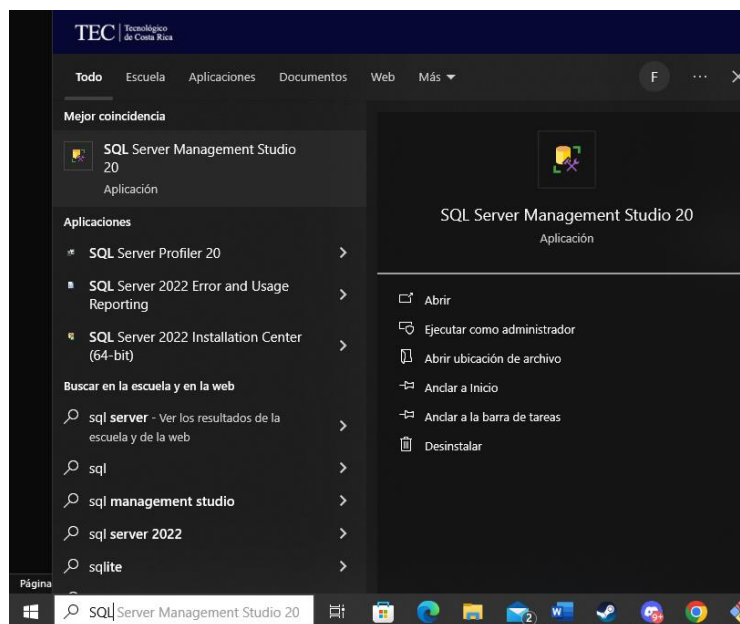 TEC | Tecnológico
de Costa Rica
Todo Escuela Aplicaciones Documentos Web Más F ...
Mejor coincidencia
SQL Server Management Studio
20
Aplicación
Aplicaciones
SQL Server Profiler 20
SQL Server 2022 Error and Usage
Reporting
SQL Server 2022 Installation Center
(64-bit)
Buscar en la escuela y en la web
sql server - Ver los resultados de la
escuela y de la web
sql
sql management studio
sql server 2022
sqlite
SQL Server Management Studio 20
Aplicación
Abrir
Ejecutar como administrador
Abrir ubicación de archivo
Anclar a Inicio
Anclar a la barra de tareas
Desinstalar
Página
SQL Server Management Studio 20
2
W
9+